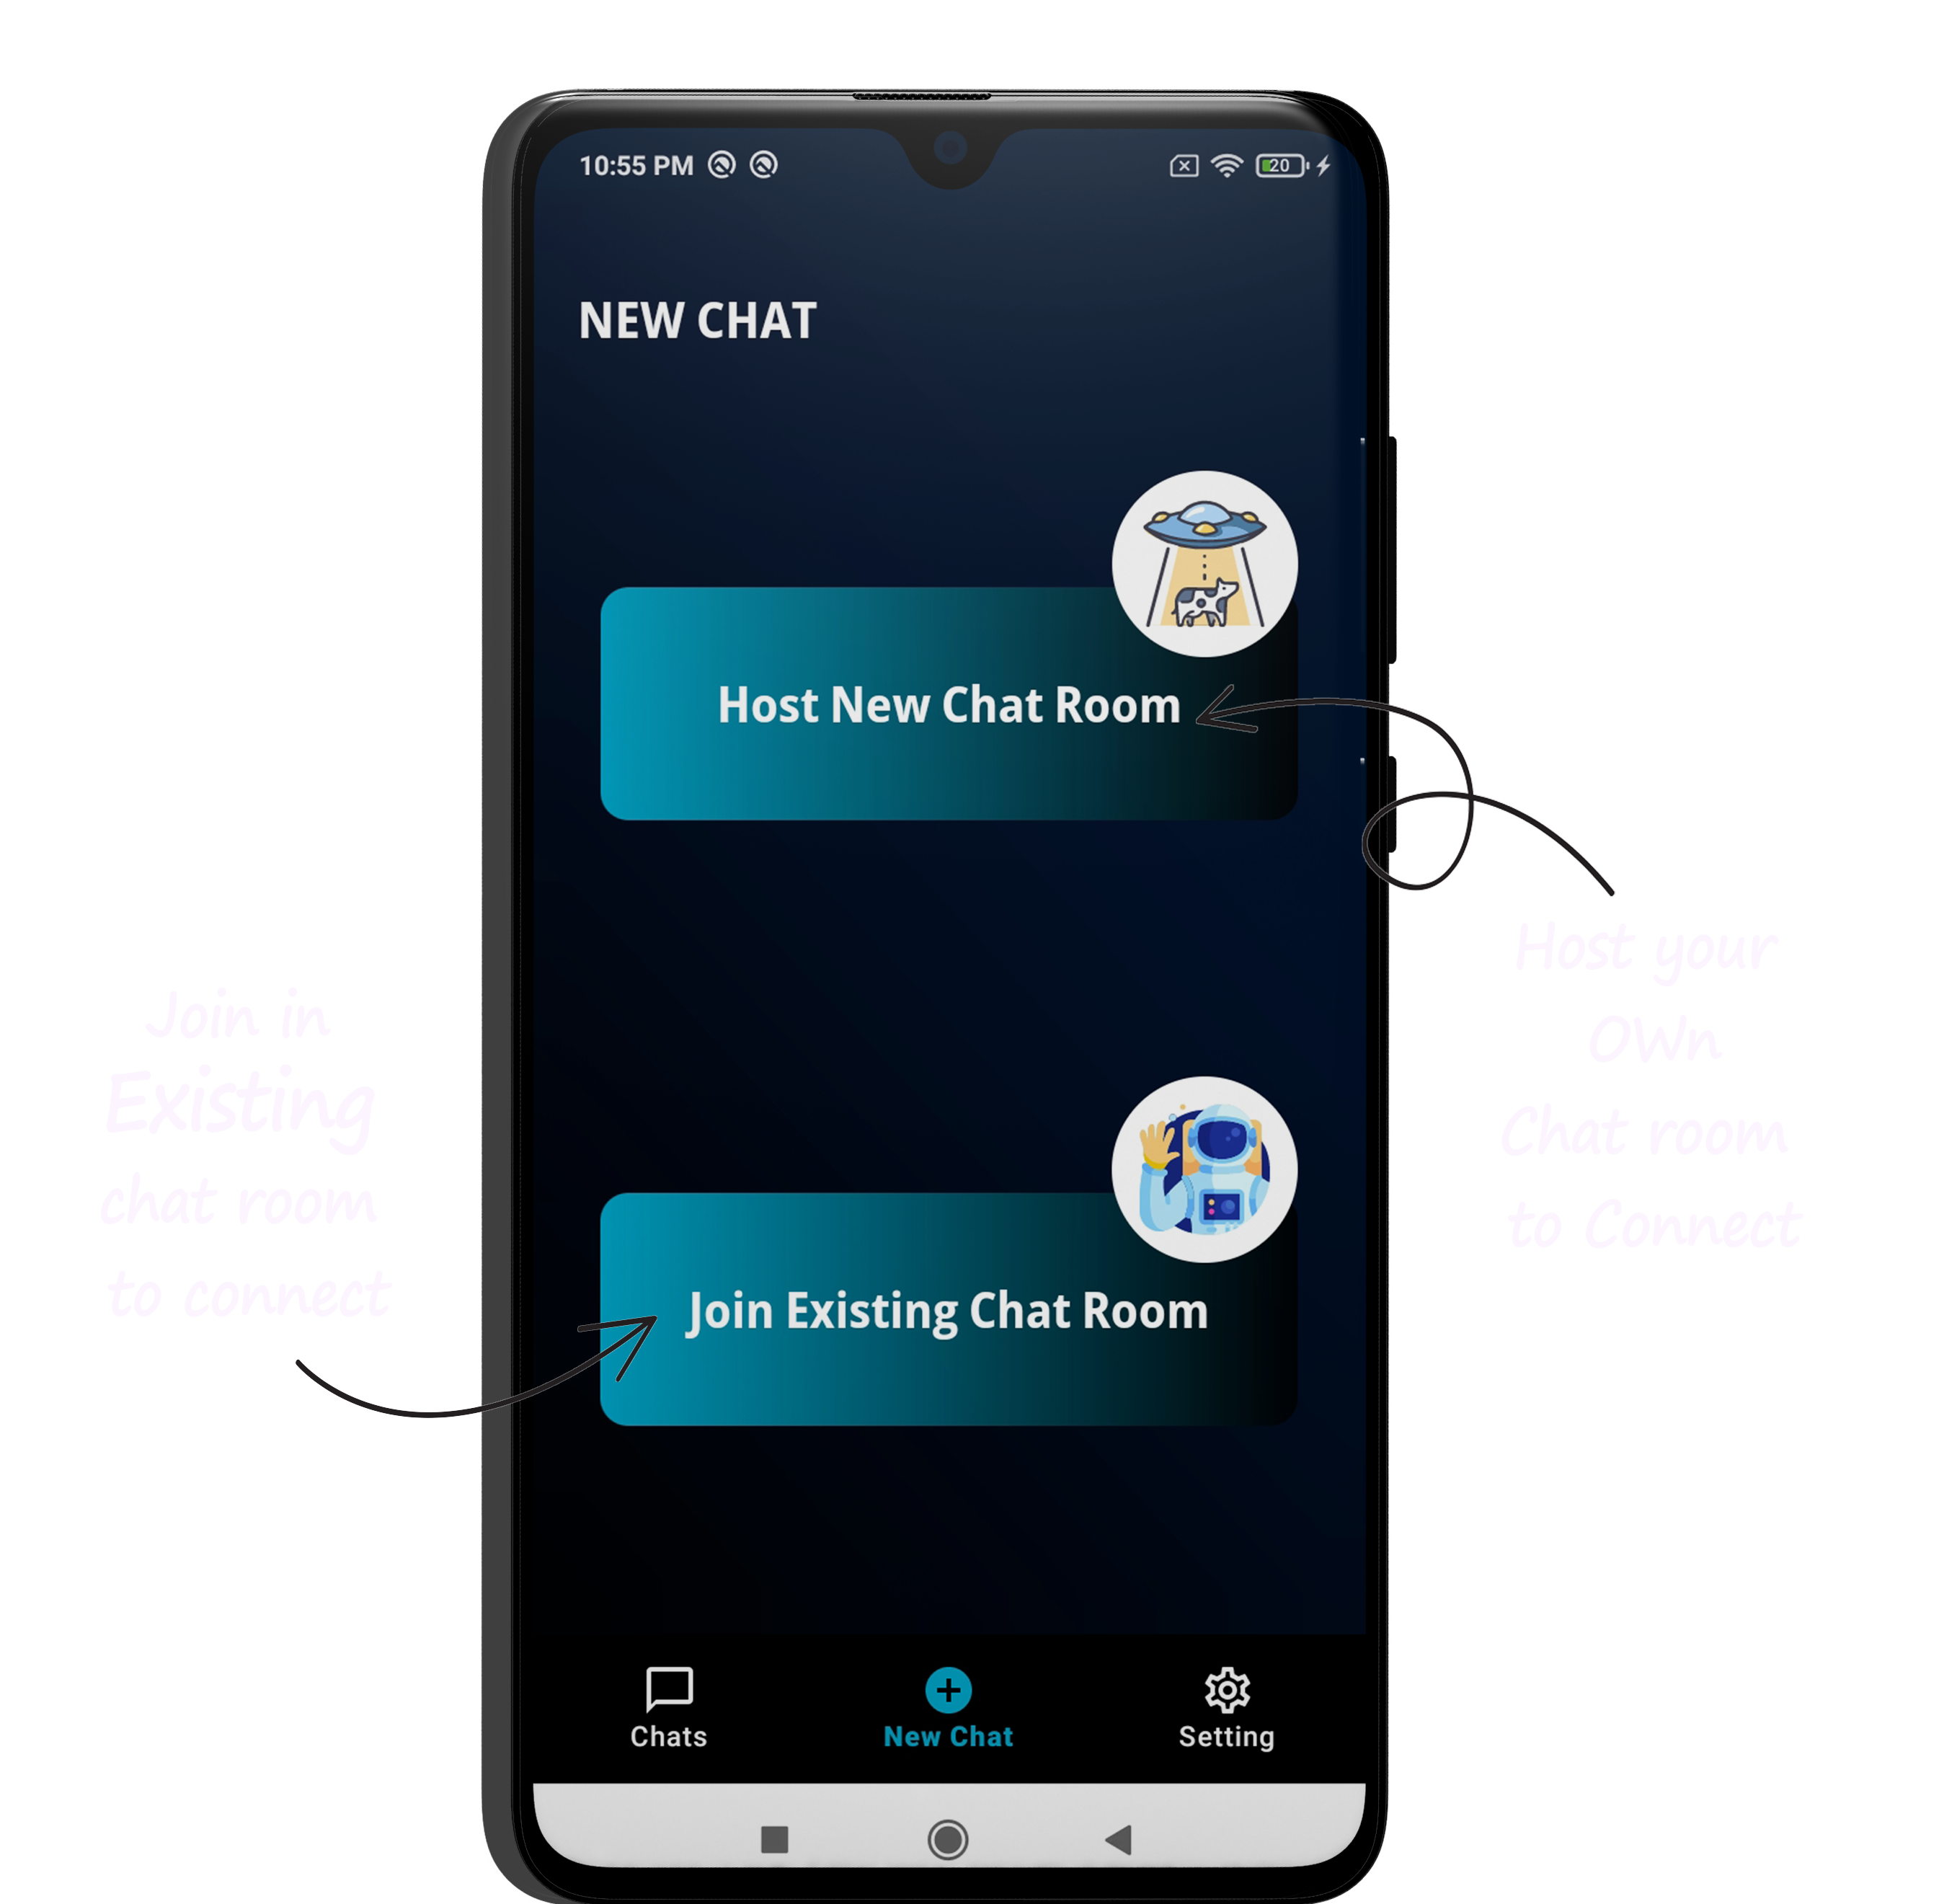 10:55 PM
20
NEW CHAT
Host New Chat Room
Host your
OWn
Chat room
to Connect
Join in
Existing
chat room
to connect
Join Existing Chat Room
Chats
New Chat
Setting